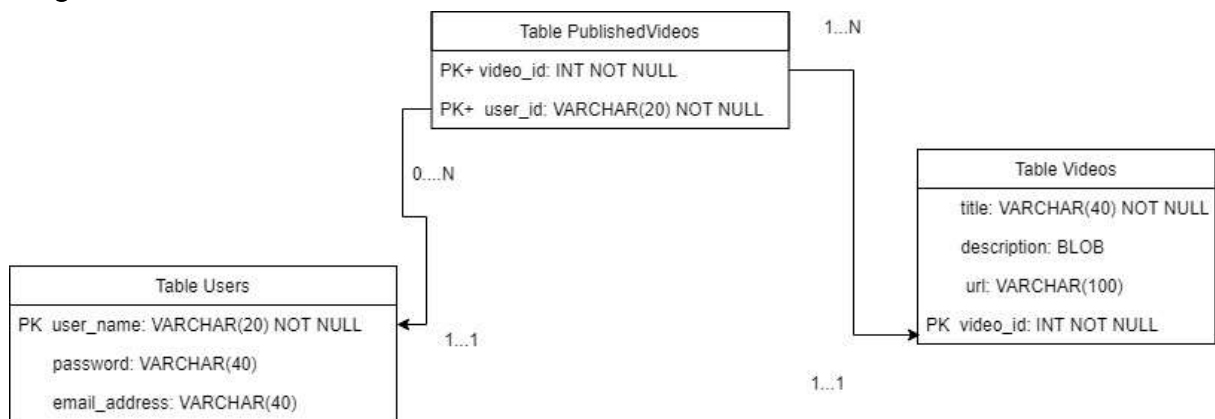 Table PublishedVideos
PK+ video_id: INT NOT NULL
PK+ user_id: VARCHAR(20) NOT NULL
1...N
0....N
Table Videos
title: VARCHAR(40) NOT NULL
description: BLOB
url: VARCHAR(100)
PK video_id: INT NOT NULL
Table Users
PK user_name: VARCHAR(20) NOT NULL
password: VARCHAR(40)
email_address: VARCHAR(40)
1...1
1...1